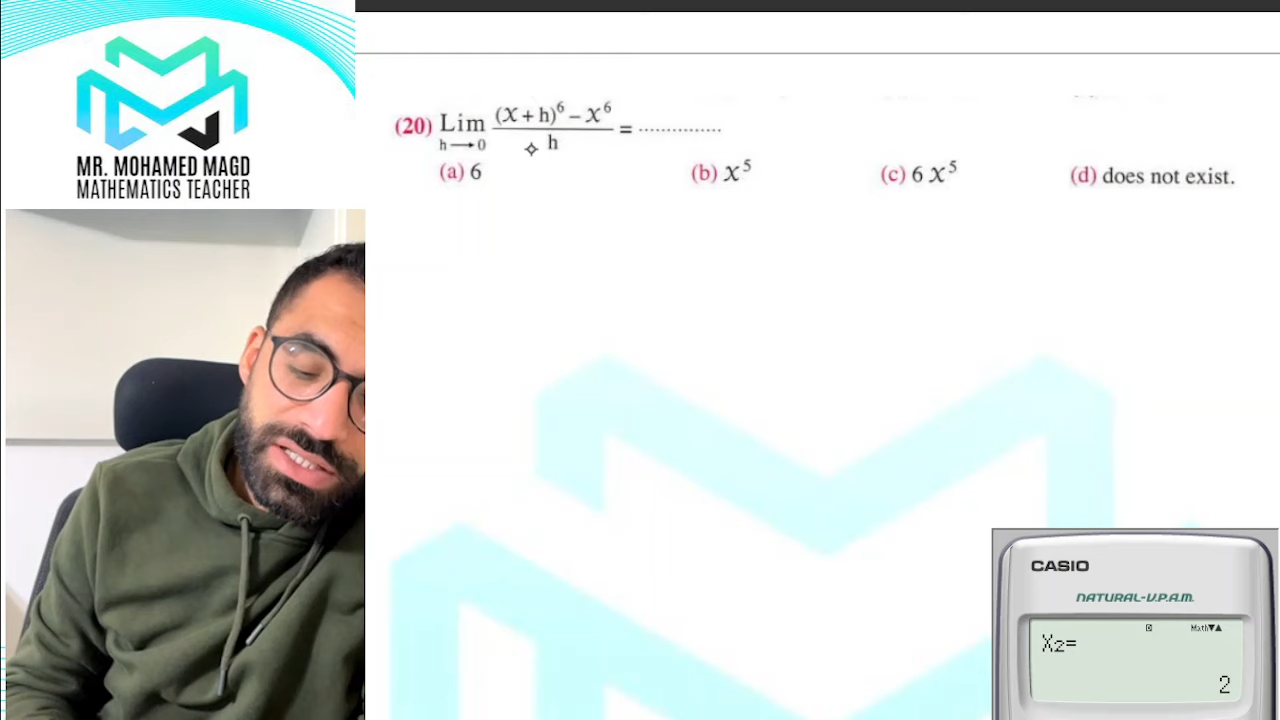 MR. MOHAMED MAGD
MATHEMATICS TEACHER
(20) Lim h⟶0 (x + h)⁶ – x⁶ / h = ..............
(a) 6 (b) x⁵ (c) 6 x⁵ (d) does not exist.
CASIO
NATURAL-V.P.A.M.
Math▼▲
X₂=
2